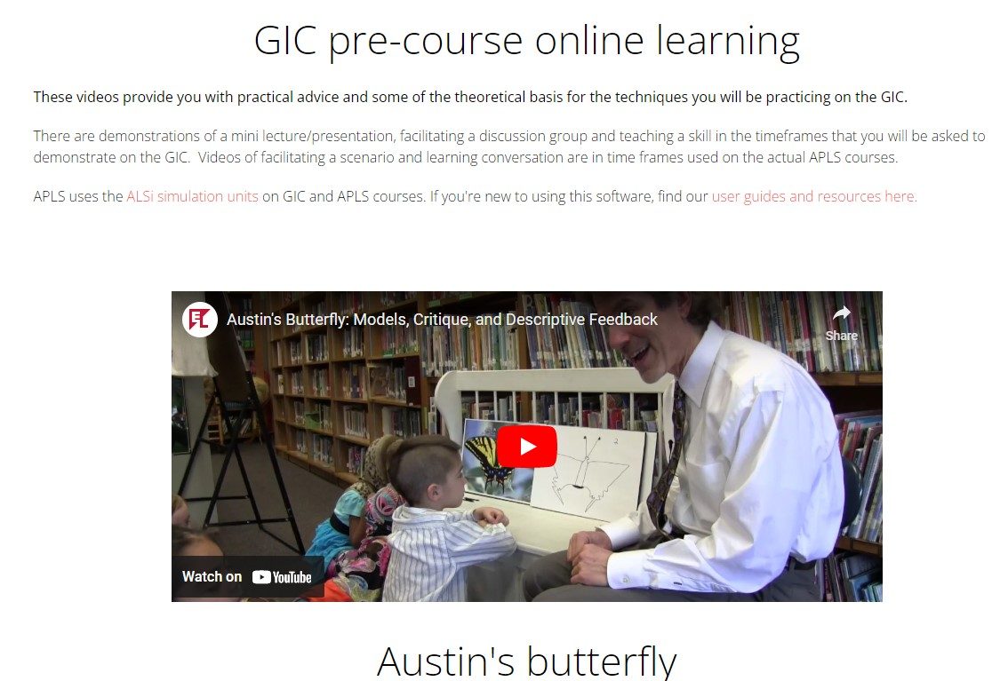 GIC pre-course online learning
These videos provide you with practical advice and some of the theoretical basis for the techniques you will be practicing on the GIC.
There are demonstrations of a mini lecture/presentation, facilitating a discussion group and teaching a skill in the timeframes that you will be asked to
demonstrate on the GIC.  Videos of facilitating a scenario and learning conversation are in time frames used on the actual APLS courses.
APLS uses the ALSi simulation units on GIC and APLS courses. If you're new to using this software, find our user guides and resources here.
EL
Austin's Butterfly: Models, Critique, and Descriptive Feedback
Share
2
Watch on YouTube
Austin's butterfly